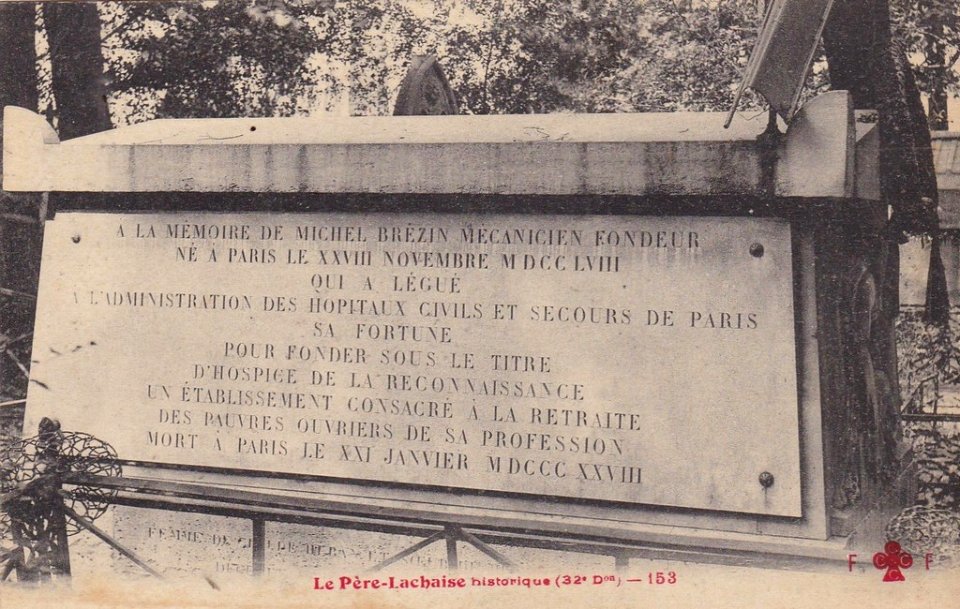 A LA MÉMOIRE DE MICHEL BRÉZIN MÉCANICIEN FONDEUR
NÉ A PARIS LE XXVIII NOVEMBRE MDCCLVIII
QUI A LÉGUÉ
A L'ADMINISTRATION DES HOPITAUX CIVILS ET SECOURS DE PARIS
SA FORTUNE
POUR FONDER SOUS LE TITRE
D'HOSPICE DE LA RECONNAISSANCE
UN ÉTABLISSEMENT CONSACRÉ À LA RETRAITE
DES PAUVRES OUVRIERS DE SA PROFESSION
MORT À PARIS LE XXI JANVIER MDCCCXXVIII
FEMME DE
Le Père-Lachaise historique (32e Don) — 153
F CCC F